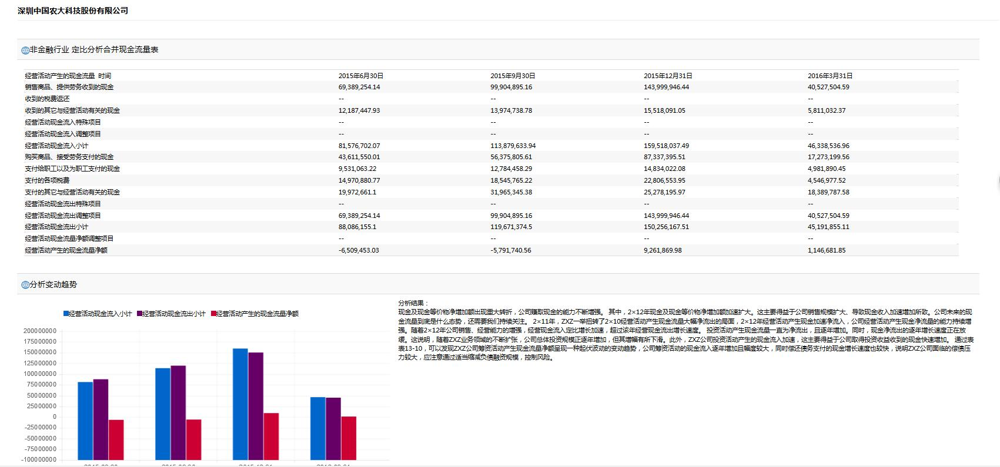 深圳中国农大科技股份有限公司
非金融行业 定比分析合并现金流量表
经营活动产生的现金流量 时间 2015年6月30日 2015年9月30日 2015年12月31日 2016年3月31日
销售商品、提供劳务收到的现金 69,389,254.14 99,904,895.16 143,999,946.44 40,527,504.59
收到的税费返还 -- -- -- --
收到的其它与经营活动有关的现金 12,187,447.93 13,974,738.78 15,518,091.05 5,811,032.37
经营活动现金流入特殊项目 -- -- -- --
经营活动现金流入调整项目 -- -- -- --
经营活动现金流入小计 81,576,702.07 113,879,633.94 159,518,037.49 46,338,536.96
购买商品、接受劳务支付的现金 43,611,550.01 56,375,805.61 87,337,395.51 17,273,199.56
支付给职工以及为职工支付的现金 9,531,063.22 12,784,458.29 14,834,022.08 4,981,890.45
支付的各项税费 14,970,880.77 18,545,765.22 22,806,553.95 4,546,977.52
支付的其它与经营活动有关的现金 19,972,661.1 31,965,345.38 25,278,195.97 18,389,787.58
经营活动现金流出特殊项目 -- -- -- --
经营活动现金流出调整项目 69,389,254.14 99,904,895.16 143,999,946.44 40,527,504.59
经营活动现金流出小计 88,086,155.1 119,671,374.5 150,256,167.51 45,191,855.11
经营活动现金流量净额调整项目 -- -- -- --
经营活动产生的现金流量净额 -6,509,453.03 -5,791,740.56 9,261,869.98 1,146,681.85
分析变动趋势
经营活动现金流入小计 经营活动现金流出小计 经营活动产生的现金流量净额
200000000
175000000
150000000
125000000
100000000
75000000
50000000
25000000
0
-25000000
-50000000
-75000000
-100000000
分析结果：
现金及现金等价物净增加额出现重大转折，公司赚取现金的能力不断增强。 其中，2×12年现金及现金等价物净增加额加速扩大。这主要得益于公司销售规模扩大、导致现金收入加速增加所致。公司未来的现
金流量到底是什么态势，还需要我们持续关注。 2×11年，ZXZ一举扭转了2×10经营活动产生现金流量大幅净流出的局面，2×12年经营活动产生现金加速净流入，公司经营活动产生现金净流量的能力持续增
强。随着2×12年公司销售、经营能力的增强，经营现金流入定比增长加速，超过该年经营现金流出增长速度。 投资活动产生现金流量一直为净流出，且逐年增加。同时，现金净流出的逐年增长速度正在放
缓。这说明，随着ZXZ业务领域的不断扩张，公司总体投资规模正逐年增加，但其增幅有所下滑。此外，ZXZ公司投资活动产生的现金流入加速，这主要得益于公司取得投资收益收到的现金快速增加。 通过表
表13-10，可以发现ZXZ公司筹资活动产生现金流量净额呈现一种起伏波动的变动趋势，公司筹资活动的现金流入逐年增加且幅度较大，同时偿还债务支付的现金增长速度也较快，说明ZXZ公司面临的偿债压
力较大，应注意通过适当缩减负债融资规模，控制风险。